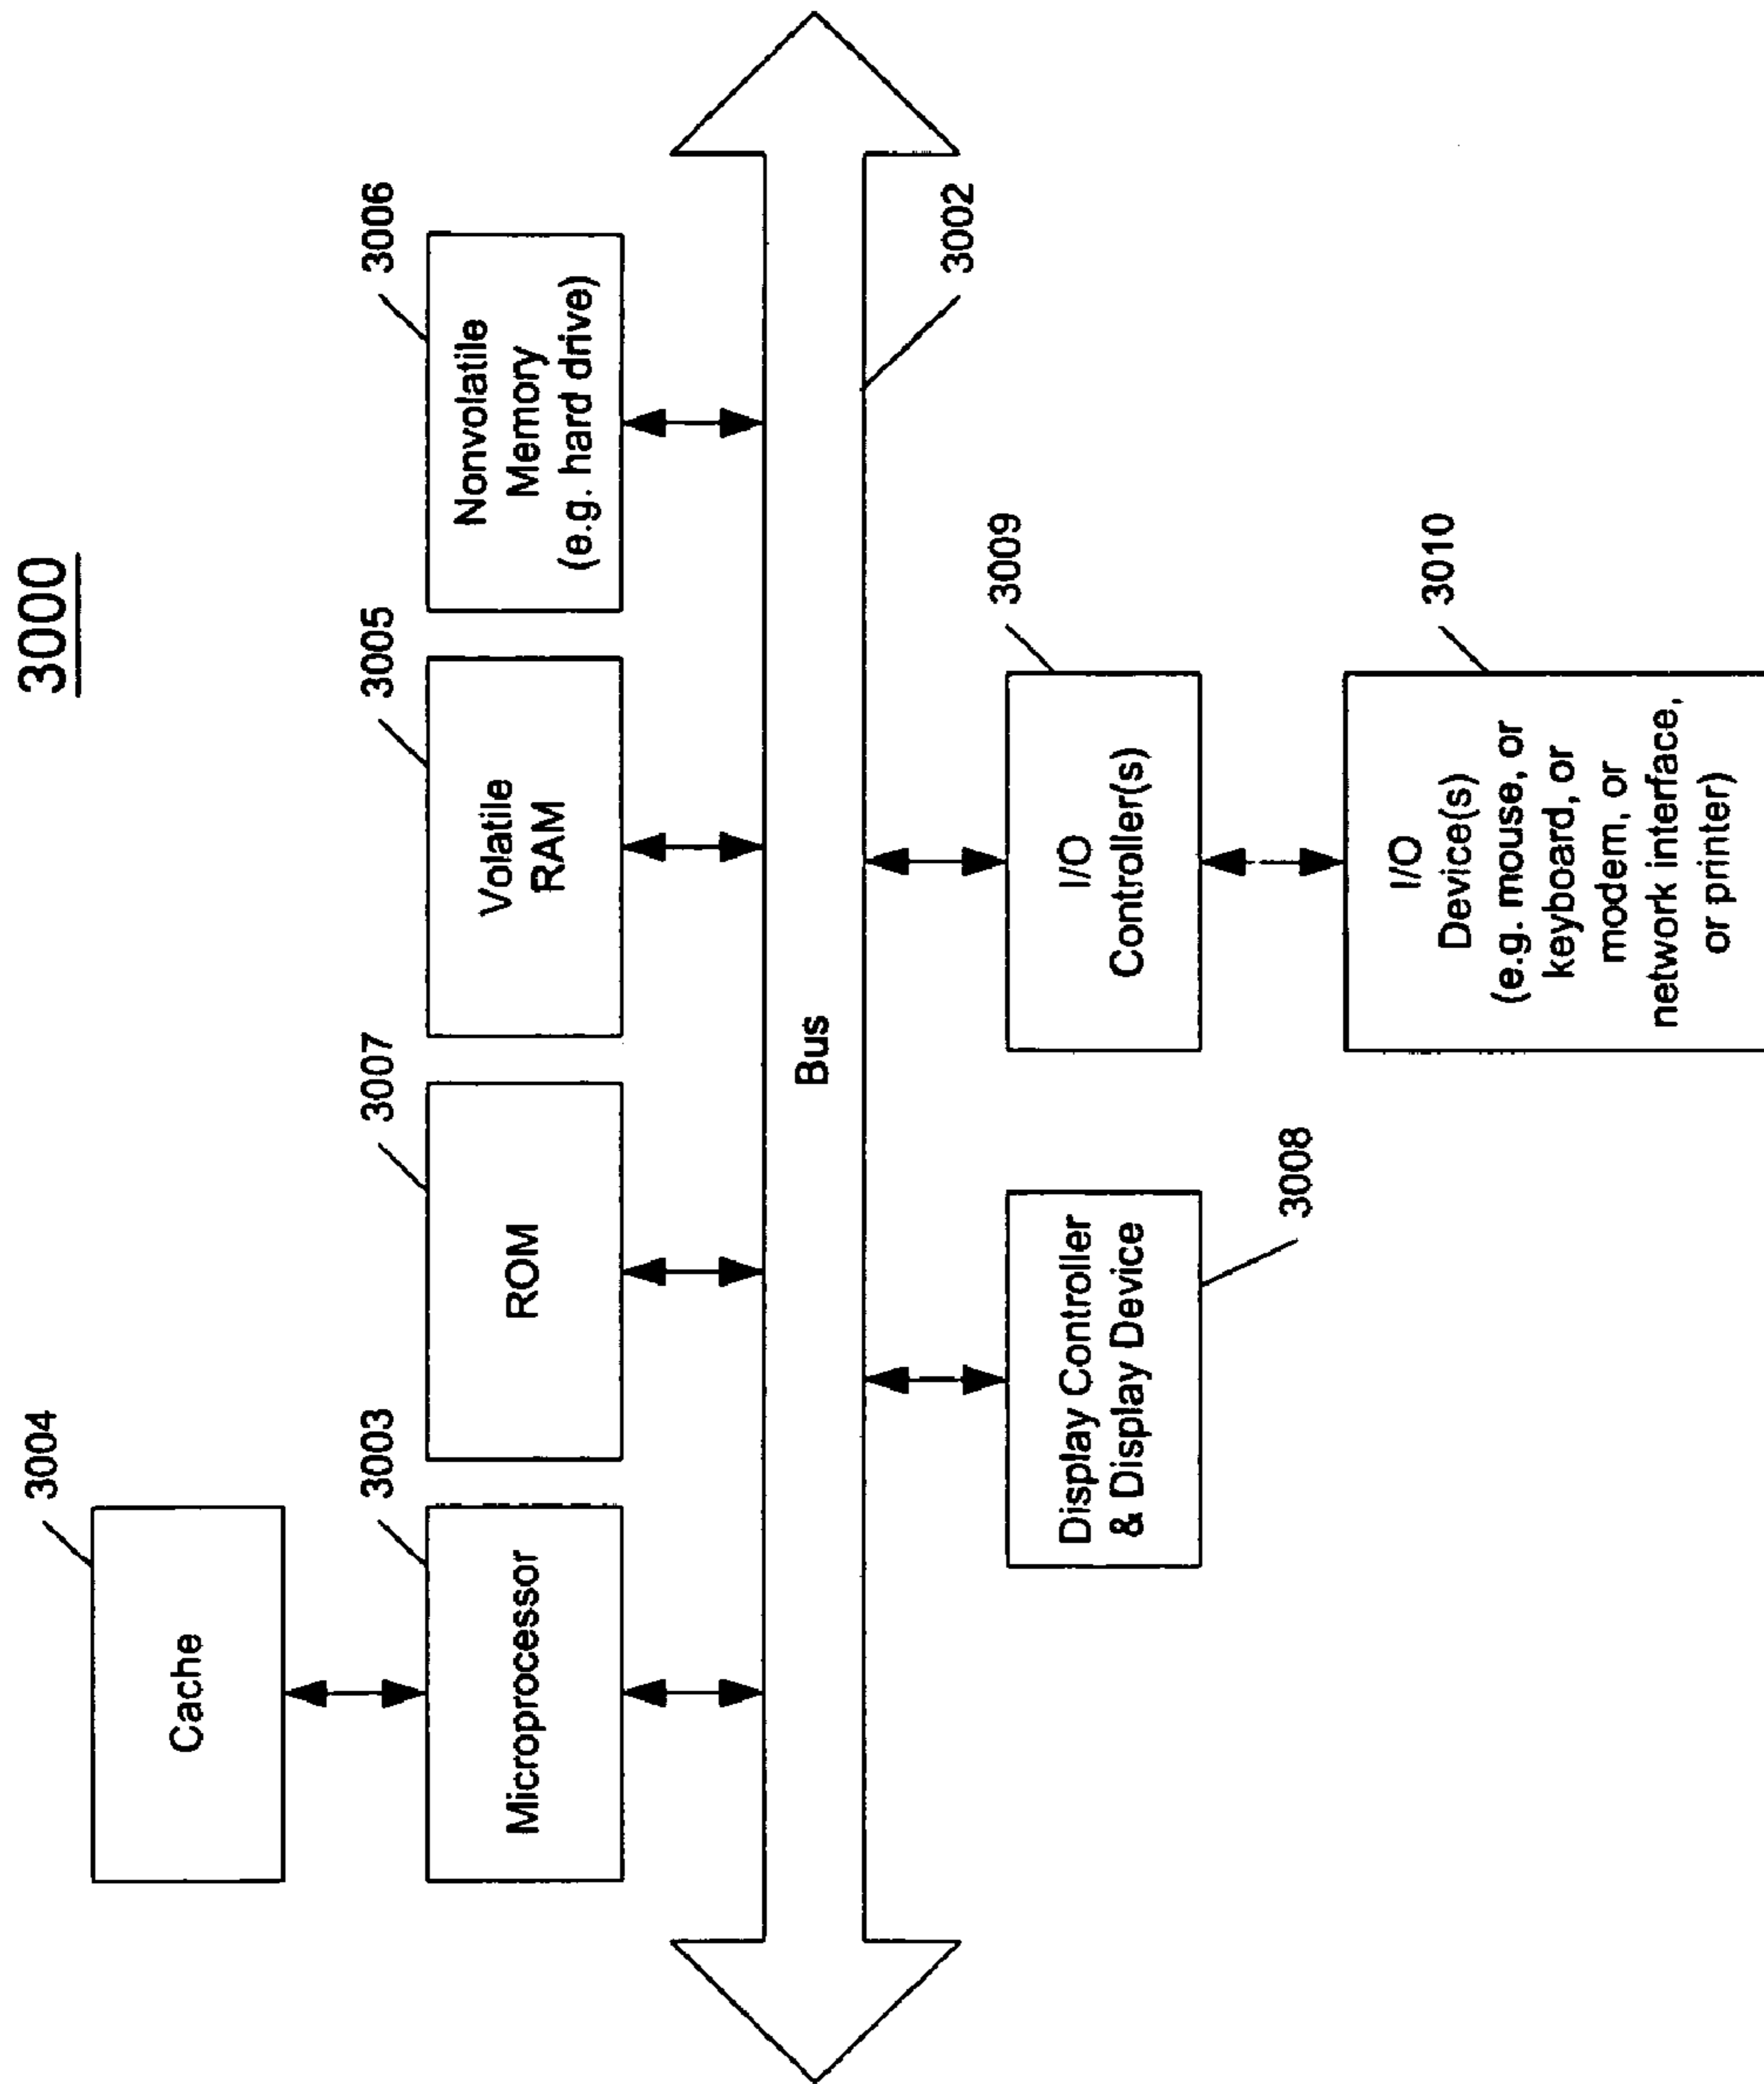 3000
3004
Cache
3003
Microprocessor
3007
ROM
3005
Volatile
RAM
3006
Nonvolatile
Memory
(e.g. hard drive)
Bus
3002
Display Controller
& Display Device
3008
3009
I/O
Controller(s)
3010
I/O
Device(s)
(e.g. mouse, or
keyboard, or
modem, or
network interface,
or printer)